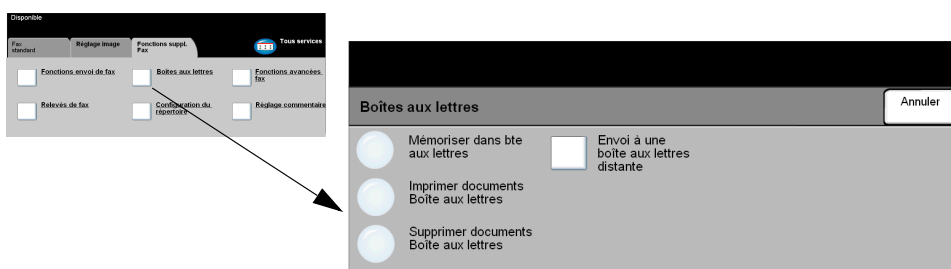 Disponible
Fax
standard
Réglage image
Fonctions suppl.
Fax
Tous services
Fonctions envoi de fax
Boîtes aux lettres
Fonctions avancées
fax
Relevés de fax
Configuration du
répertoire
Réglage commentaire
Boîtes aux lettres
Annuler
Mémoriser dans bte
aux lettres
Envoi à une
boîte aux lettres
distante
Imprimer documents
Boîte aux lettres
Supprimer documents
Boîte aux lettres